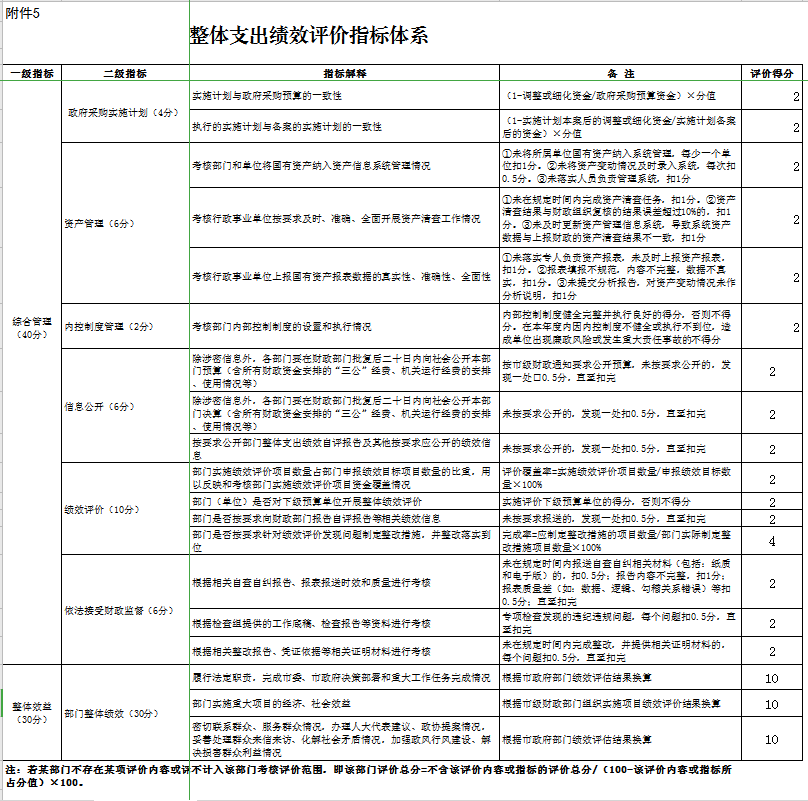 附件5
整体支出绩效评价指标体系
一级指标 二级指标 指标解释 备 注 评价得分
综合管理
（40分）
政府采购实施计划（4分）
实施计划与政府采购预算的一致性
（1-调整或细化资金/政府采购预算资金）×分值
2
执行的实施计划与备案的实施计划的一致性
（1-实施计划本案后的调整或细化资金/实施计划备案
后的资金）×分值
2
资产管理（6分）
考核部门和单位将国有资产纳入资产信息系统管理情况
①未将所属单位国有资产纳入系统管理，每少一个单
位扣1分。②未将资产变动情况及时录入系统，每次扣
0.5分。③未落实人员负责管理系统，扣1分
2
考核行政事业单位按要求及时、准确、全面开展资产清查工作情况
①未在规定时间内完成资产清查任务，扣1分。②资产
清查结果与财政组织复核的结果误差超过10%的，扣1
分。③未及时更新资产管理信息系统，导致系统资产
数据与上报财政的资产清查结果不一致，扣1分
2
考核行政事业单位上报国有资产报表数据的真实性、准确性、全面性
①未落实专人负责资产报表，未及时上报资产报表，
扣1分。②报表填报不规范，内容不完整，数据不真
实，扣1分。③未提交分析报告，对资产变动情况未作
分析说明，扣1分
2
内控制度管理（2分）
考核部门内部控制制度的设置和执行情况
内部控制制度健全完整并执行良好的得分，否则不得
分。在本年度内因内控制度不健全或执行不到位，造
成单位出现廉政风险或发生重大责任事故的不得分
2
信息公开（6分）
除涉密信息外，各部门要在财政部门批复后二十日内向社会公开本部
门预算（含所有财政资金安排的“三公”经费、机关运行经费的安排
、使用情况等）
按市级财政通知要求公开预算，未按要求公开的，发
现一处口0.5分，直至扣完
2
除涉密信息外，各部门要在财政部门批复后二十日内向社会公开本部
门决算（含所有财政资金安排的“三公”经费、机关运行经费的安排
、使用情况等）
未按要求公开的，发现一处扣0.5分，直至扣完
2
按要求公开部门整体支出绩效自评报告及其他按要求应公开的绩效信
息
未按要求公开的，发现一处扣0.5分，直至扣完
2
绩效评价（10分）
部门实施绩效评价项目数量占部门申报绩效目标项目数量的比重，用
以反映和考核部门实施绩效评价项目资金覆盖情况
评价覆盖率=实施绩效评价项目数量/申报绩效目标数
量×100%
2
部门（单位）是否对下级预算单位开展整体绩效评价
实施评价下级预算单位的得分，否则不得分
2
部门是否按要求向财政部门报告自评报告等相关绩效信息
未按要求报送的，发现一处扣0.5分，直至扣完
2
部门是否按要求针对绩效评价发现问题制定整改措施，并整改落实到
位
完成率=应制定整改措施的项目数量/部门实际制定整
改措施项目数量×100%
4
依法接受财政监督（6分）
根据相关自查自纠报告、报表报送时效和质量进行考核
未在规定时间内报送自查自纠相关材料（包括：纸质
和电子版）的，扣0.5分；报告内容不完整，扣1分；
报表质量差（如：数据、逻辑、勾稽关系错误）等扣
0.5分；直至扣完
2
根据检查组提供的工作底稿、检查报告等资料进行考核
专项检查发现的违纪违规问题，每个问题扣0.5分，直
至扣完
2
根据相关整改报告、凭证依据等相关证明材料进行考核
未在规定时间内完成整改，并提供相关证明材料的，
每个问题扣0.5分，直至扣完
2
整体效益
（30分）
部门整体绩效（30分）
履行法定职责，完成市委、市政府决策部署和重大工作任务完成情况
根据市政府部门绩效评估结果换算
10
部门实施重大项目的经济、社会效益
根据市级财政部门组织实施项目绩效评价结果换算
10
密切联系群众、服务群众情况，办理人大代表建议、政协提案情况，
妥善处理群众来信来访、化解社会矛盾情况，加强政风行风建设、解
决损害群众利益情况
根据市政府部门绩效评估结果换算
10
注：若某部门不存在某项评价内容或评不计入该部门考核评价范围，即该部门评价总分=不含该评价内容或指标的评价总分/（100-该评价内容或指标所
占分值）×100。